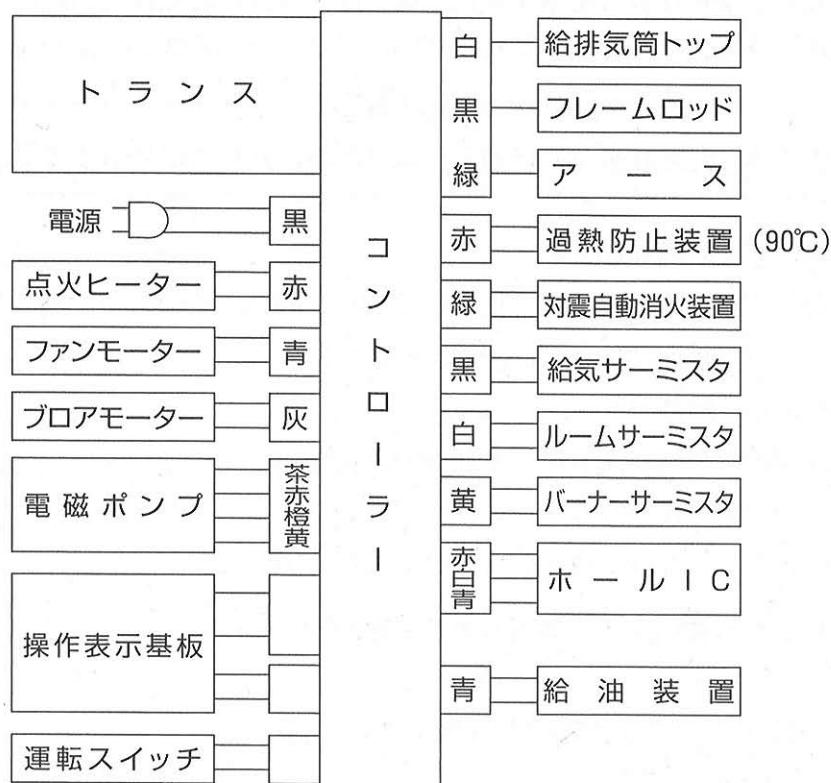 トランス
電源
黒
点火ヒーター
赤
ファンモーター
青
ブロアモーター
灰
電磁ポンプ
茶
赤
橙
黄
操作表示基板
運転スイッチ
コントローラー
白
給排気筒トップ
黒
フレームロッド
緑
アース
赤
過熱防止装置 (90℃)
緑
対震自動消火装置
黒
給気サーミスタ
白
ルームサーミスタ
黄
バーナーサーミスタ
赤
白
青
ホールIC
青
給油装置